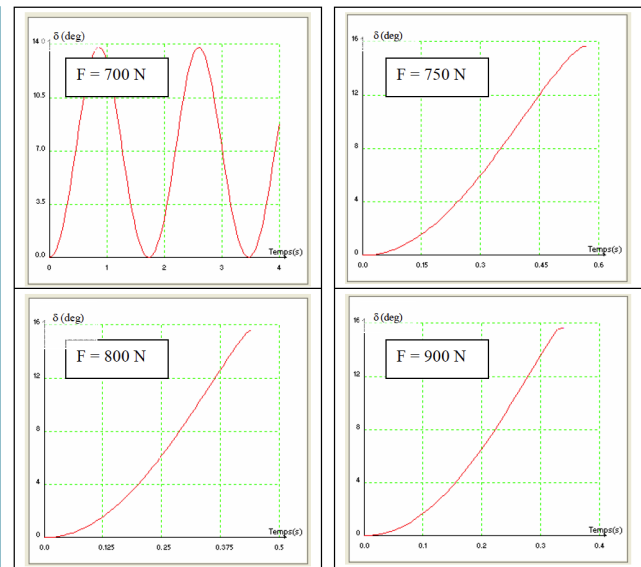 δ (deg)
14.0
F = 700 N
10.5
7.0
3.5
0.0
Temps(s)
0 1 2 3 4
δ (deg)
16
F = 750 N
12
8
4
0
Temps(s)
0.0 0.15 0.3 0.45 0.6
δ (deg)
16
F = 800 N
12
8
4
0
Temps(s)
0.0 0.125 0.25 0.375 0.5
δ (deg)
16
F = 900 N
12
8
4
0
Temps(s)
0.0 0.1 0.2 0.3 0.4